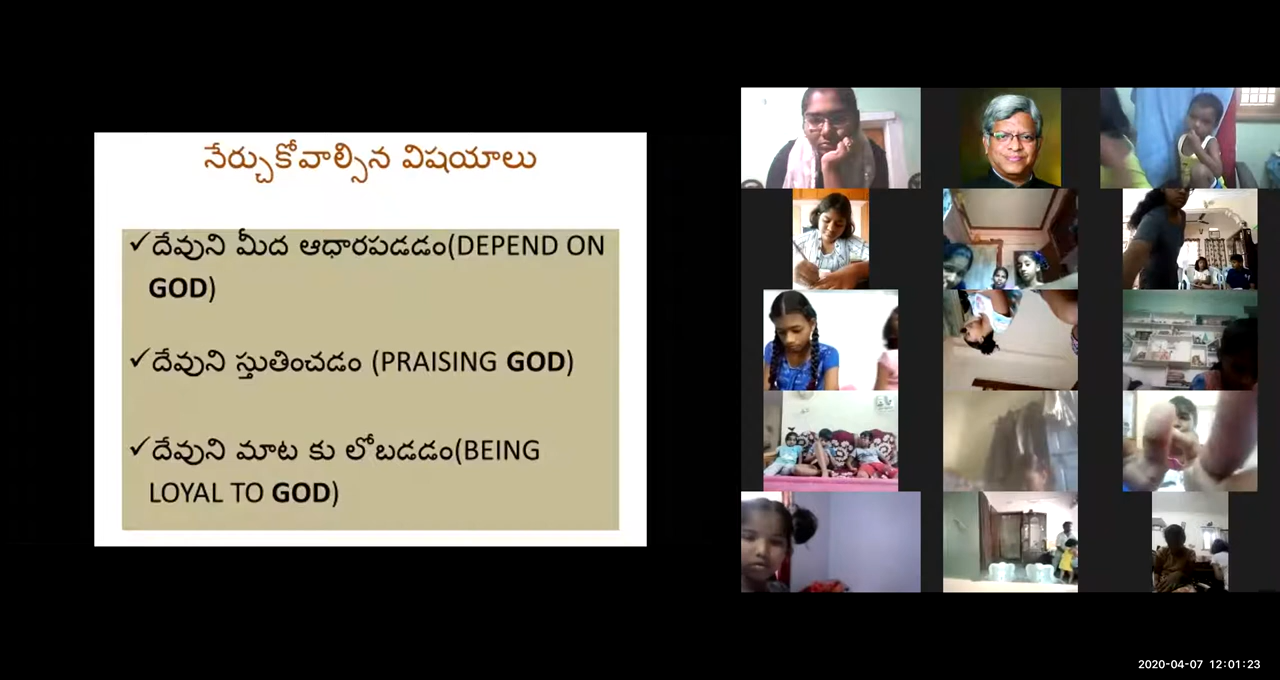 నేర్చుకోవాల్సిన విషయాలు
✓దేవుని మీద ఆధారపడడం(DEPEND ON
GOD)
✓దేవుని స్తుతించడం (PRAISING GOD)
✓దేవుని మాట కు లోబడడం(BEING
LOYAL TO GOD)
2020-04-07 12:01:23